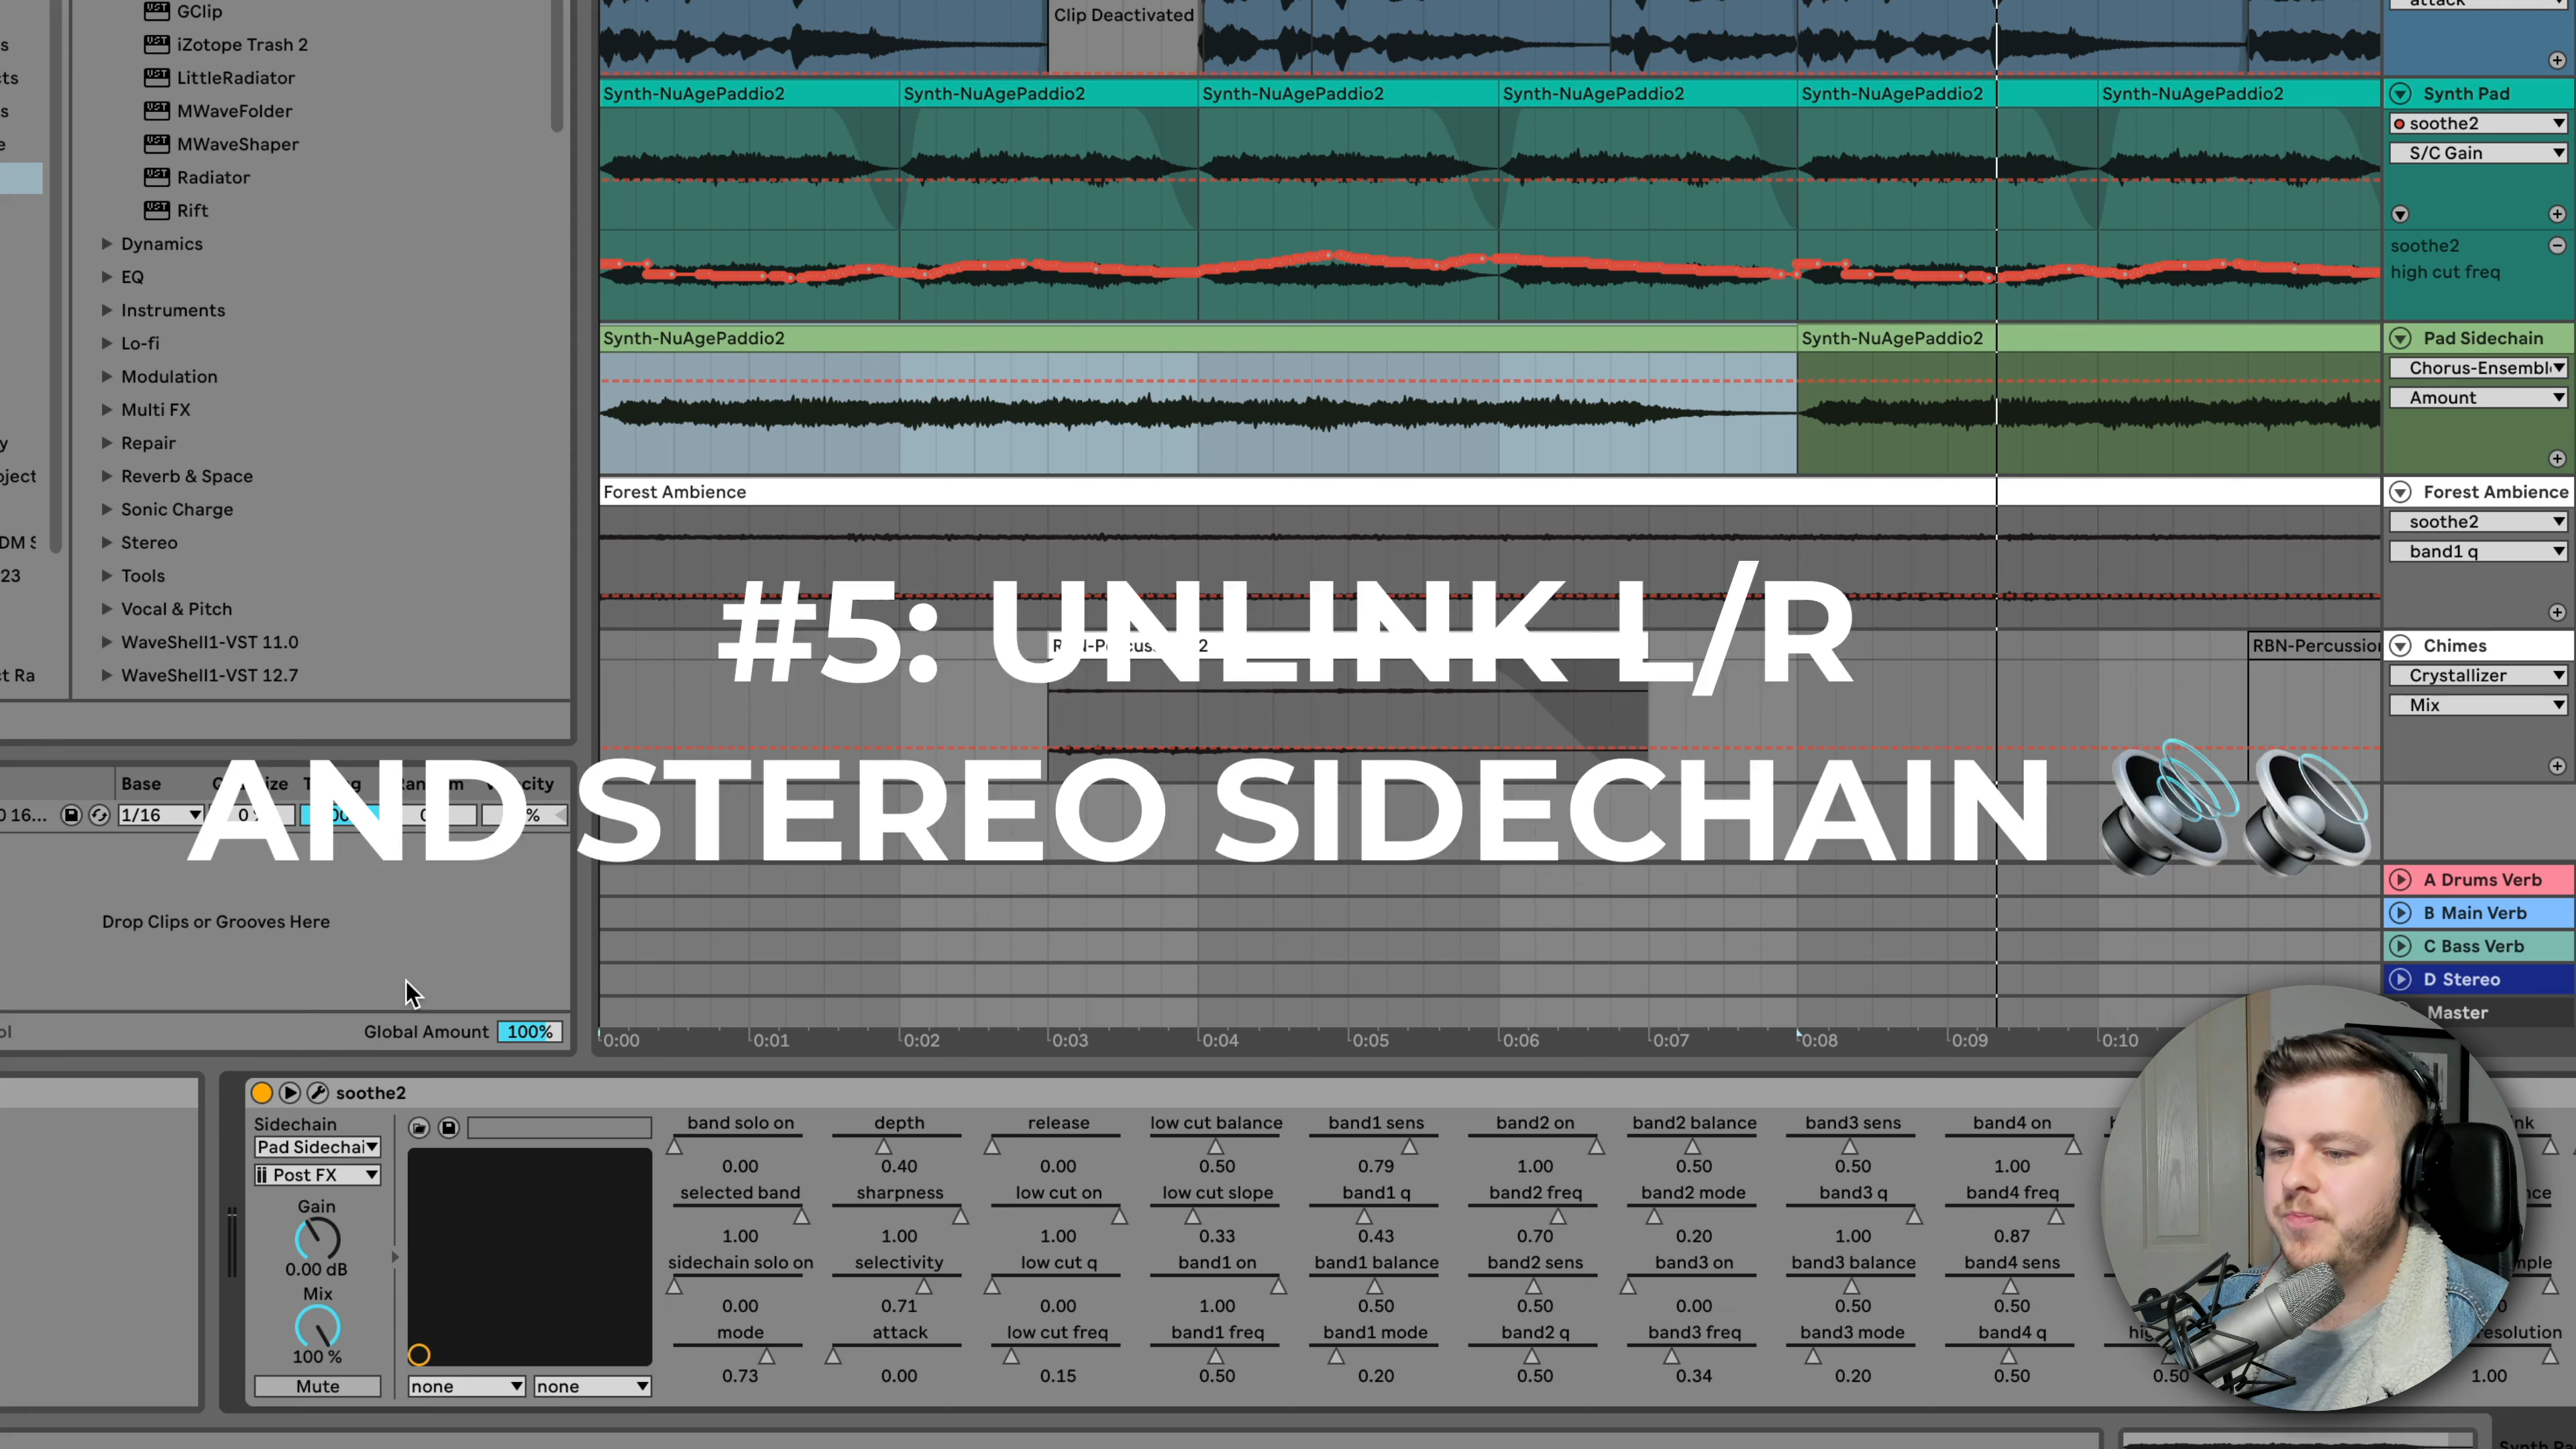 GClip
iZotope Trash 2
LittleRadiator
MWaveFolder
MWaveShaper
Radiator
Rift
Dynamics
EQ
Instruments
Lo-fi
Modulation
Multi FX
Repair
Reverb & Space
Sonic Charge
Stereo
Tools
Vocal & Pitch
WaveShell1-VST 11.0
WaveShell1-VST 12.7
Clip Deactivated
Synth-NuAgePaddio2 Synth-NuAgePaddio2 Synth-NuAgePaddio2 Synth-NuAgePaddio2 Synth-NuAgePaddio2 Synth-NuAgePaddio2
Synth Pad
soothe2
S/C Gain
soothe2
high cut freq
Synth-NuAgePaddio2 Synth-NuAgePaddio2
Pad Sidechain
Chorus-Ensembl
Amount
Forest Ambience
Forest Ambience
soothe2
band1 q
RBN-Percussion
Chimes
Crystallizer
Mix
#5: UNLINK L/R
AND STEREO SIDECHAIN
Base
1/16
Drop Clips or Grooves Here
Global Amount 100%
A Drums Verb
B Main Verb
C Bass Verb
D Stereo
Master
0:00 0:01 0:02 0:03 0:04 0:05 0:06 0:07 0:08 0:09 0:10
soothe2
Sidechain
Pad Sidechai
Post FX
Gain
0.00 dB
Mix
100 %
Mute
none none
band solo on depth release low cut balance band1 sens band2 on band2 balance band3 sens band4 on
0.00 0.40 0.00 0.50 0.79 1.00 0.50 0.50 1.00
selected band sharpness low cut on low cut slope band1 q band2 freq band2 mode band3 q band4 freq
1.00 1.00 1.00 0.33 0.43 0.70 0.20 1.00 0.87
sidechain solo on selectivity low cut q band1 on band1 balance band2 sens band3 on band3 balance band4 sens
0.00 0.71 0.00 1.00 0.50 0.50 0.00 0.50 0.50
mode attack low cut freq band1 freq band1 mode band2 q band3 freq band3 mode band4 q resolution
0.73 0.00 0.15 0.50 0.20 0.50 0.34 0.20 0.50 0.50 1.00